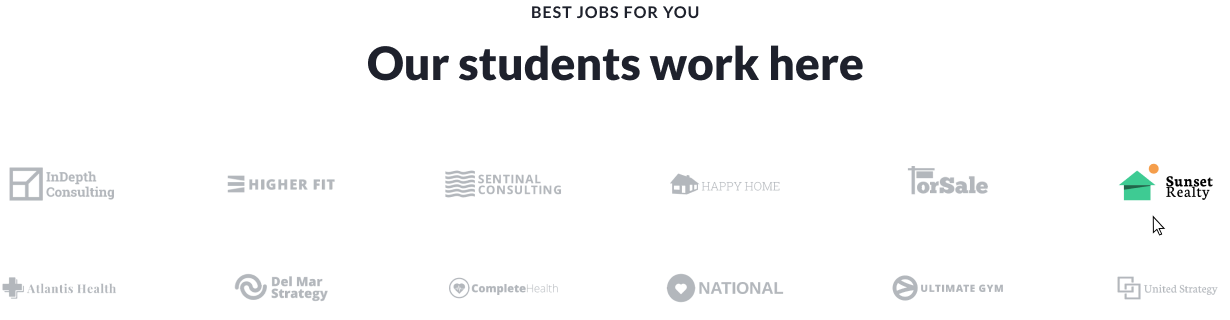 BEST JOBS FOR YOU
Our students work here
InDepth
Consulting
HIGHER FIT
SENTINAL
CONSULTING
HAPPY HOME
forSale
Sunset
Realty
Atlantis Health
Del Mar
Strategy
CompleteHealth
NATIONAL
ULTIMATE GYM
United Strategy